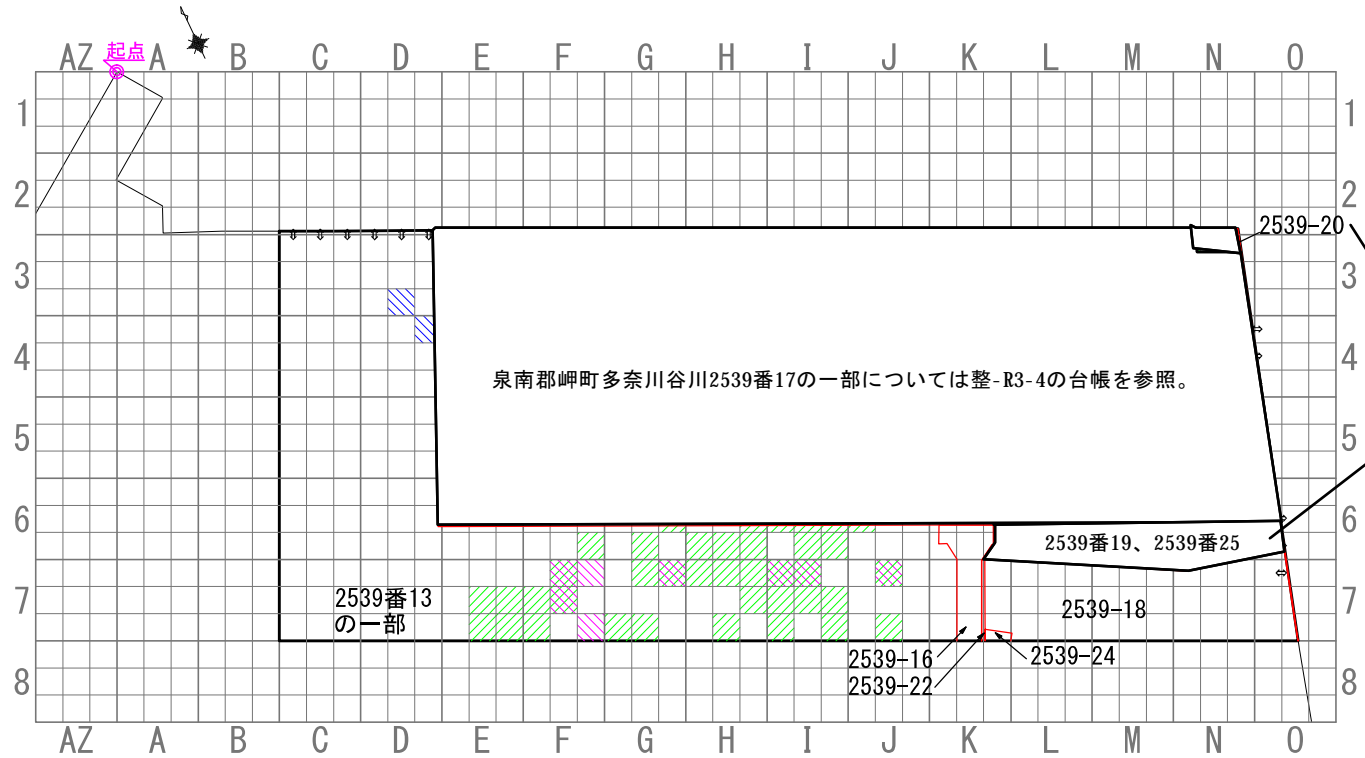 AZ A B C D E F G H I J K L M N O
起点
1 1
2 2
2539-20
3 3
4 4
泉南郡岬町多奈川谷川2539番17の一部については整-R3-4の台帳を参照。
5 5
6 6
2539番19、2539番25
7 7
2539番13
の一部
2539-18
2539-16
2539-24
2539-22
8 8
AZ A B C D E F G H I J K L M N O